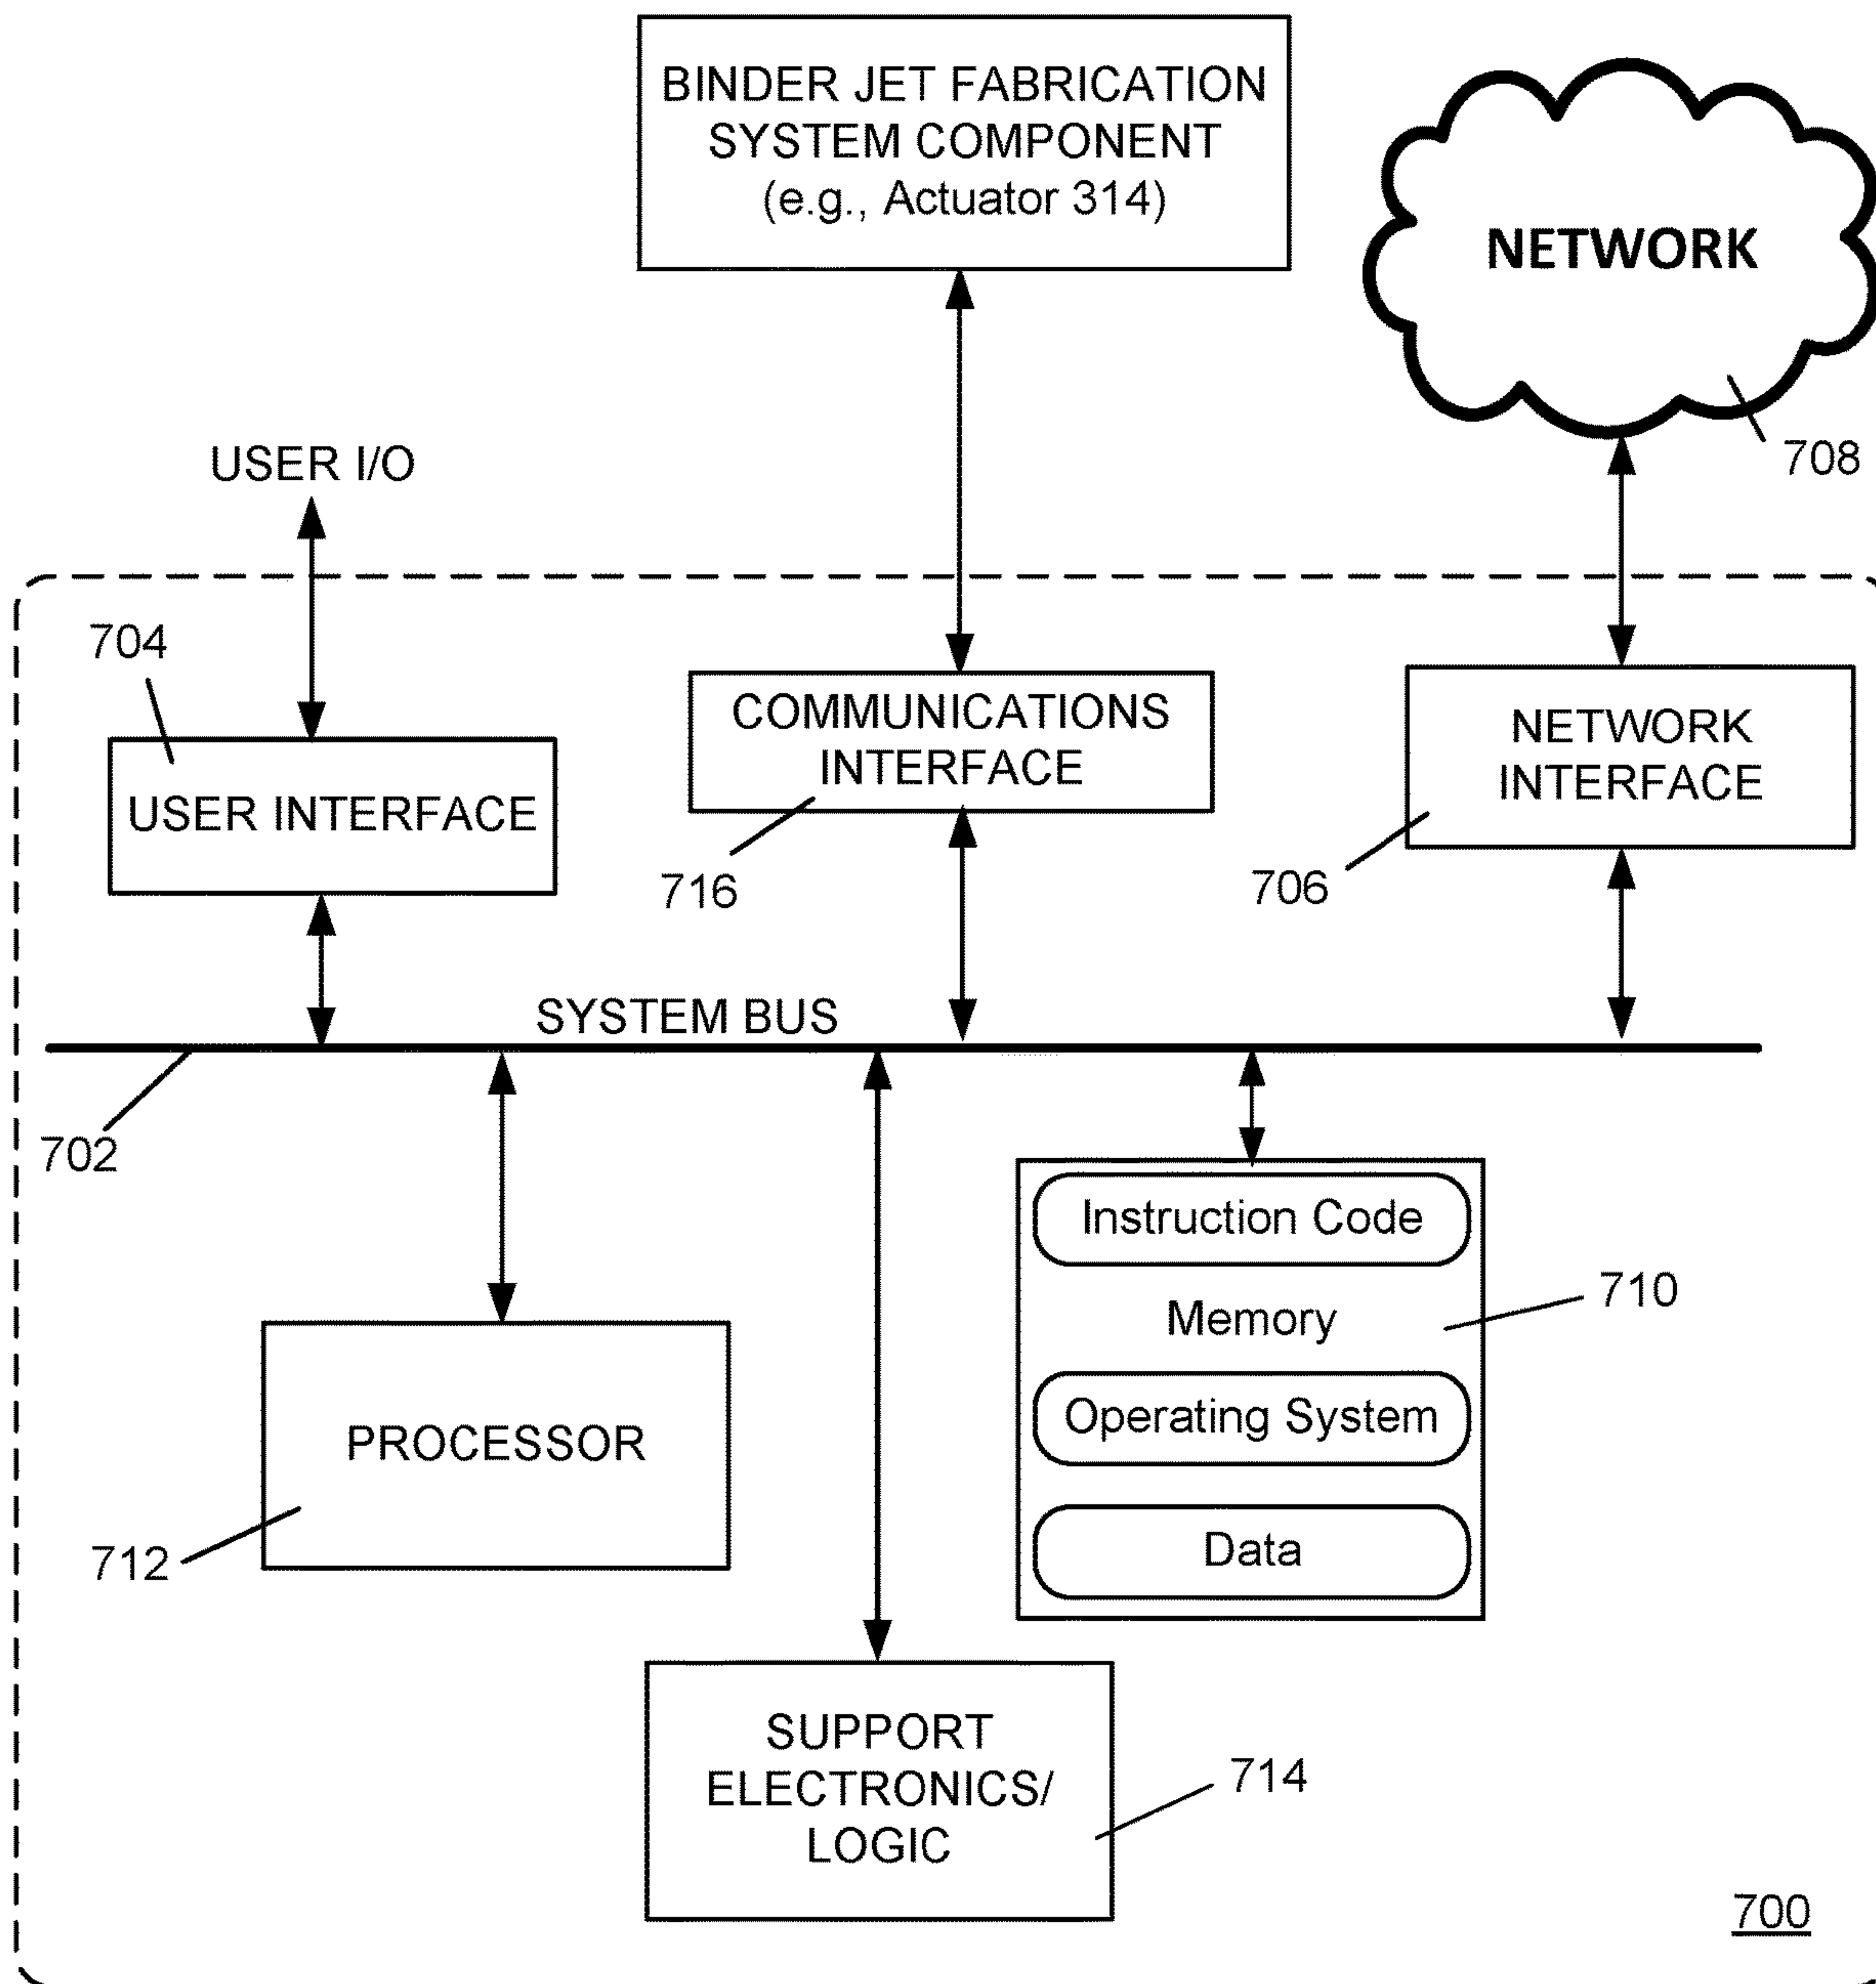 BINDER JET FABRICATION
SYSTEM COMPONENT
(e.g., Actuator 314)
NETWORK
708
USER I/O
704
USER INTERFACE
COMMUNICATIONS
INTERFACE
716
NETWORK
INTERFACE
706
SYSTEM BUS
702
Instruction Code
Memory
710
Operating System
Data
PROCESSOR
712
SUPPORT
ELECTRONICS/
LOGIC
714
700